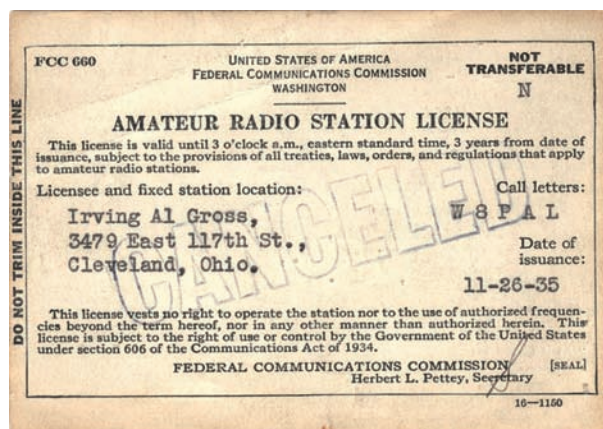 FCC 660
UNITED STATES OF AMERICA
FEDERAL COMMUNICATIONS COMMISSION
WASHINGTON
NOT
TRANSFERABLE
N
AMATEUR RADIO STATION LICENSE
This license is valid until 3 o'clock a.m., eastern standard time, 3 years from date of
issuance, subject to the provisions of all treaties, laws, orders, and regulations that apply
to amateur radio stations.
Licensee and fixed station location:
Call letters:
Irving Al Gross,
W 8 P A L
3479 East 117th St.,
Date of
issuance:
Cleveland, Ohio.
11-26-35
CANCELED
This license vests no right to operate the station nor to the use of authorized frequen-
cies beyond the term hereof, nor in any other manner than authorized herein. This
license is subject to the right of use or control by the Government of the United States
under section 606 of the Communications Act of 1934.
FEDERAL COMMUNICATIONS COMMISSION
[SEAL]
Herbert L. Pettey, Secretary
16—1150
DO NOT TRIM INSIDE THIS LINE